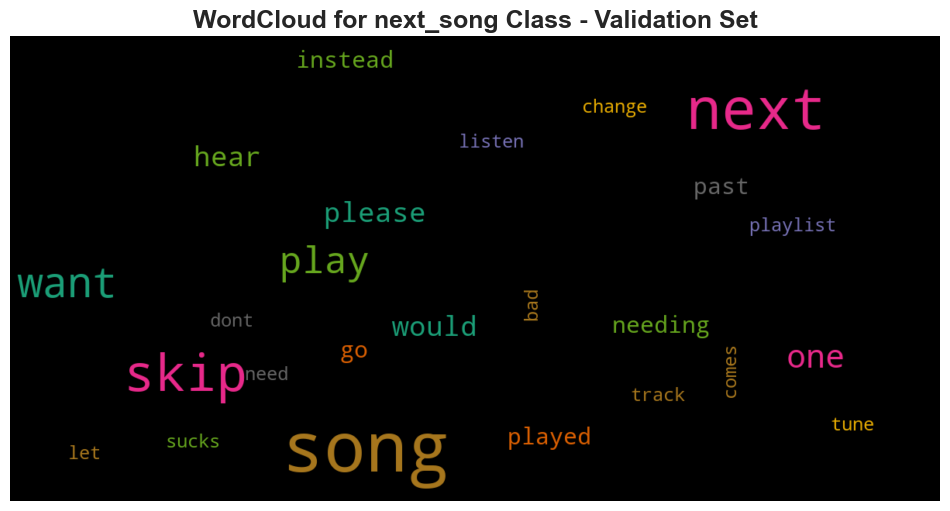 WordCloud for next_song Class - Validation Set
instead
change
next
listen
hear
past
please
playlist
play
want
bad
dont
would
needing
go
one
skip
need
comes
track
tune
played
sucks
song
let